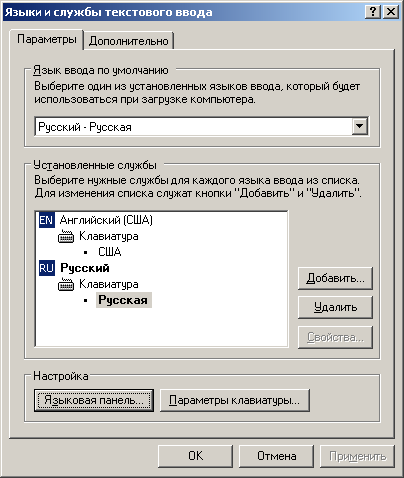 Языки и службы текстового ввода
Параметры
Дополнительно
Язык ввода по умолчанию
Выберите один из установленных языков ввода, который будет
использоваться при загрузке компьютера.
Русский - Русская
Установленные службы
Выберите нужные службы для каждого языка ввода из списка.
Для изменения списка служат кнопки "Добавить" и "Удалить".
EN Английский (США)
Клавиатура
• США
RU Русский
Клавиатура
• Русская
Добавить...
Удалить
Свойства...
Настройка
Языковая панель...
Параметры клавиатуры...
OK
Отмена
Применить